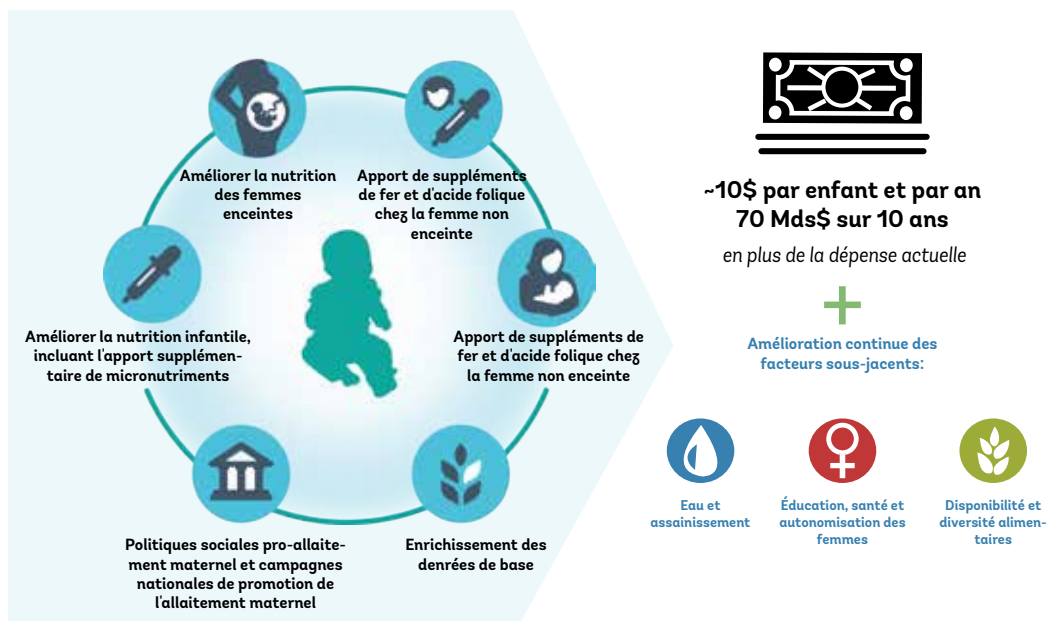 Améliorer la nutrition
des femmes
enceintes
Apport de suppléments
de fer et d'acide folique
chez la femme non
enceinte
Améliorer la nutrition infantile,
incluant l'apport supplémen-
taire de micronutriments
Apport de suppléments de
fer et d'acide folique chez
la femme non enceinte
Politiques sociales pro-allaite-
ment maternel et campagnes
nationales de promotion de
l'allaitement maternel
Enrichissement des
denrées de base
~10$ par enfant et par an
70 Mds$ sur 10 ans
en plus de la dépense actuelle
+
Amélioration continue des
facteurs sous-jacents:
Eau et
assainissement
Éducation, santé et
autonomisation des
femmes
Disponibilité et
diversité alimen-
taires